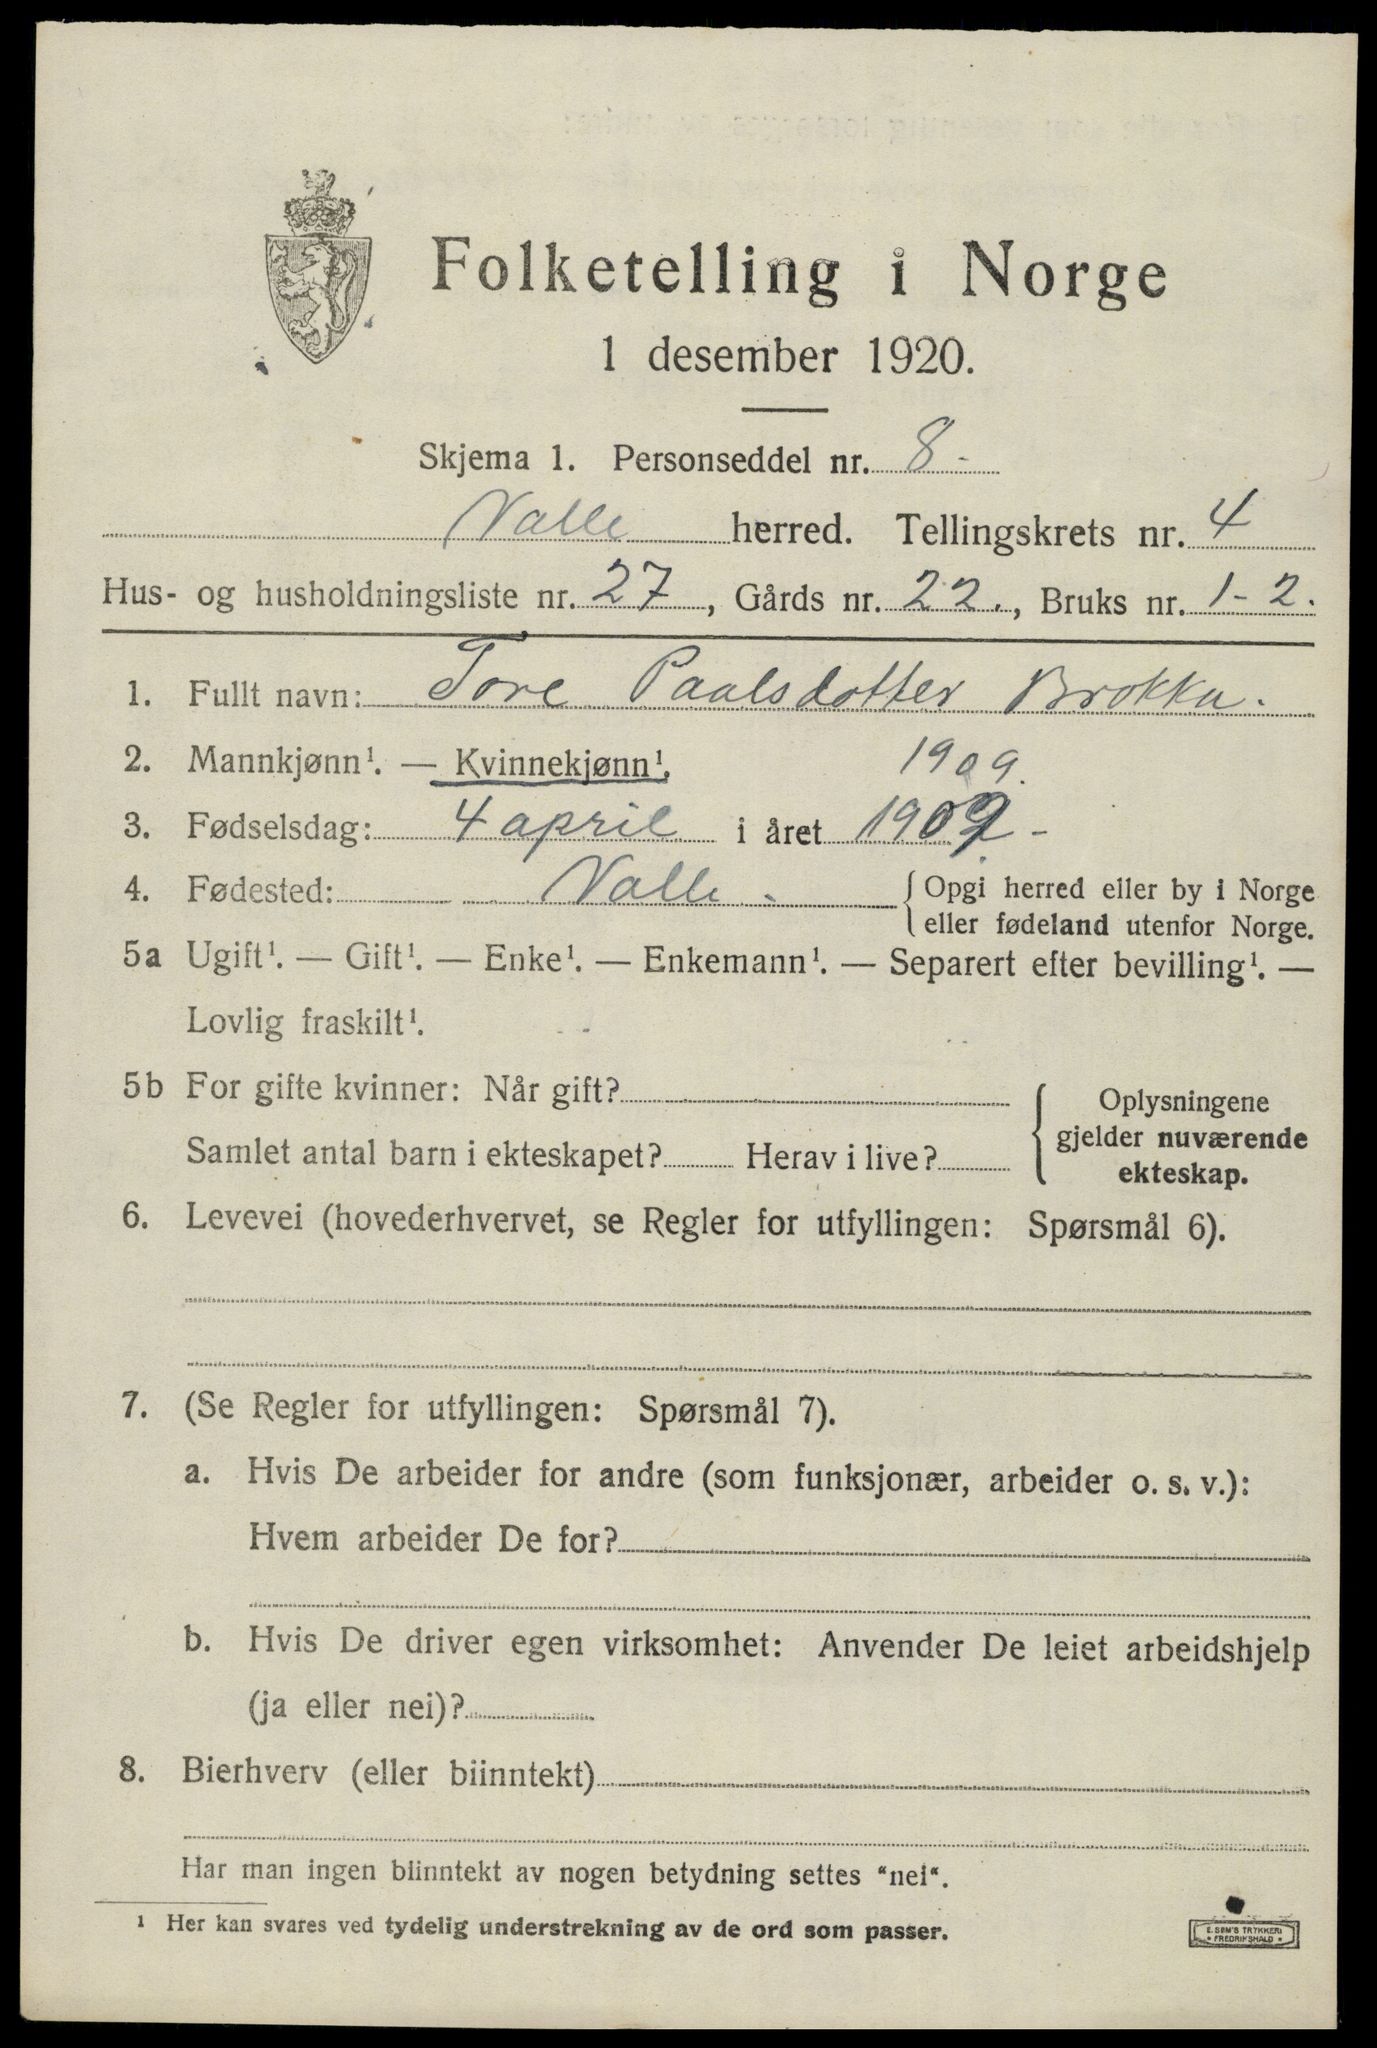 Folketelling i Norge
1 desember 1920.
Skjema 1. Personseddel nr. 8-
Valle herred. Tellingskrets nr. 4
Hus- og husholdningsliste nr. 27, Gårds nr. 22., Bruks nr. 1-2.
1. Fullt navn: Tore Paalsdotter Brokka.
2. Mannkjønn¹. — Kvinnekjønn¹. 1909.
3. Fødselsdag: 4 april i året 1909-
4. Fødested: Valle. { Opgi herred eller by i Norge
eller fødeland utenfor Norge.
5a Ugift¹. — Gift¹. — Enke¹. — Enkemann¹. — Separert efter bevilling¹. —
Lovlig fraskilt¹.
5b For gifte kvinner: Når gift?
Samlet antal barn i ekteskapet? Herav i live?
Oplysningene
gjelder nuværende
ekteskap.
6. Levevei (hovederhvervet, se Regler for utfyllingen: Spørsmål 6).
7. (Se Regler for utfyllingen: Spørsmål 7).
a. Hvis De arbeider for andre (som funksjonær, arbeider o. s. v.):
Hvem arbeider De for?
b. Hvis De driver egen virksomhet: Anvender De leiet arbeidshjelp
(ja eller nei)?
8. Bierhverv (eller biinntekt)
Har man ingen biinntekt av nogen betydning settes "nei".
¹ Her kan svares ved tydelig understrekning av de ord som passer.
E. SEM'S TRYKKERI
• FREDRIKSHALD •